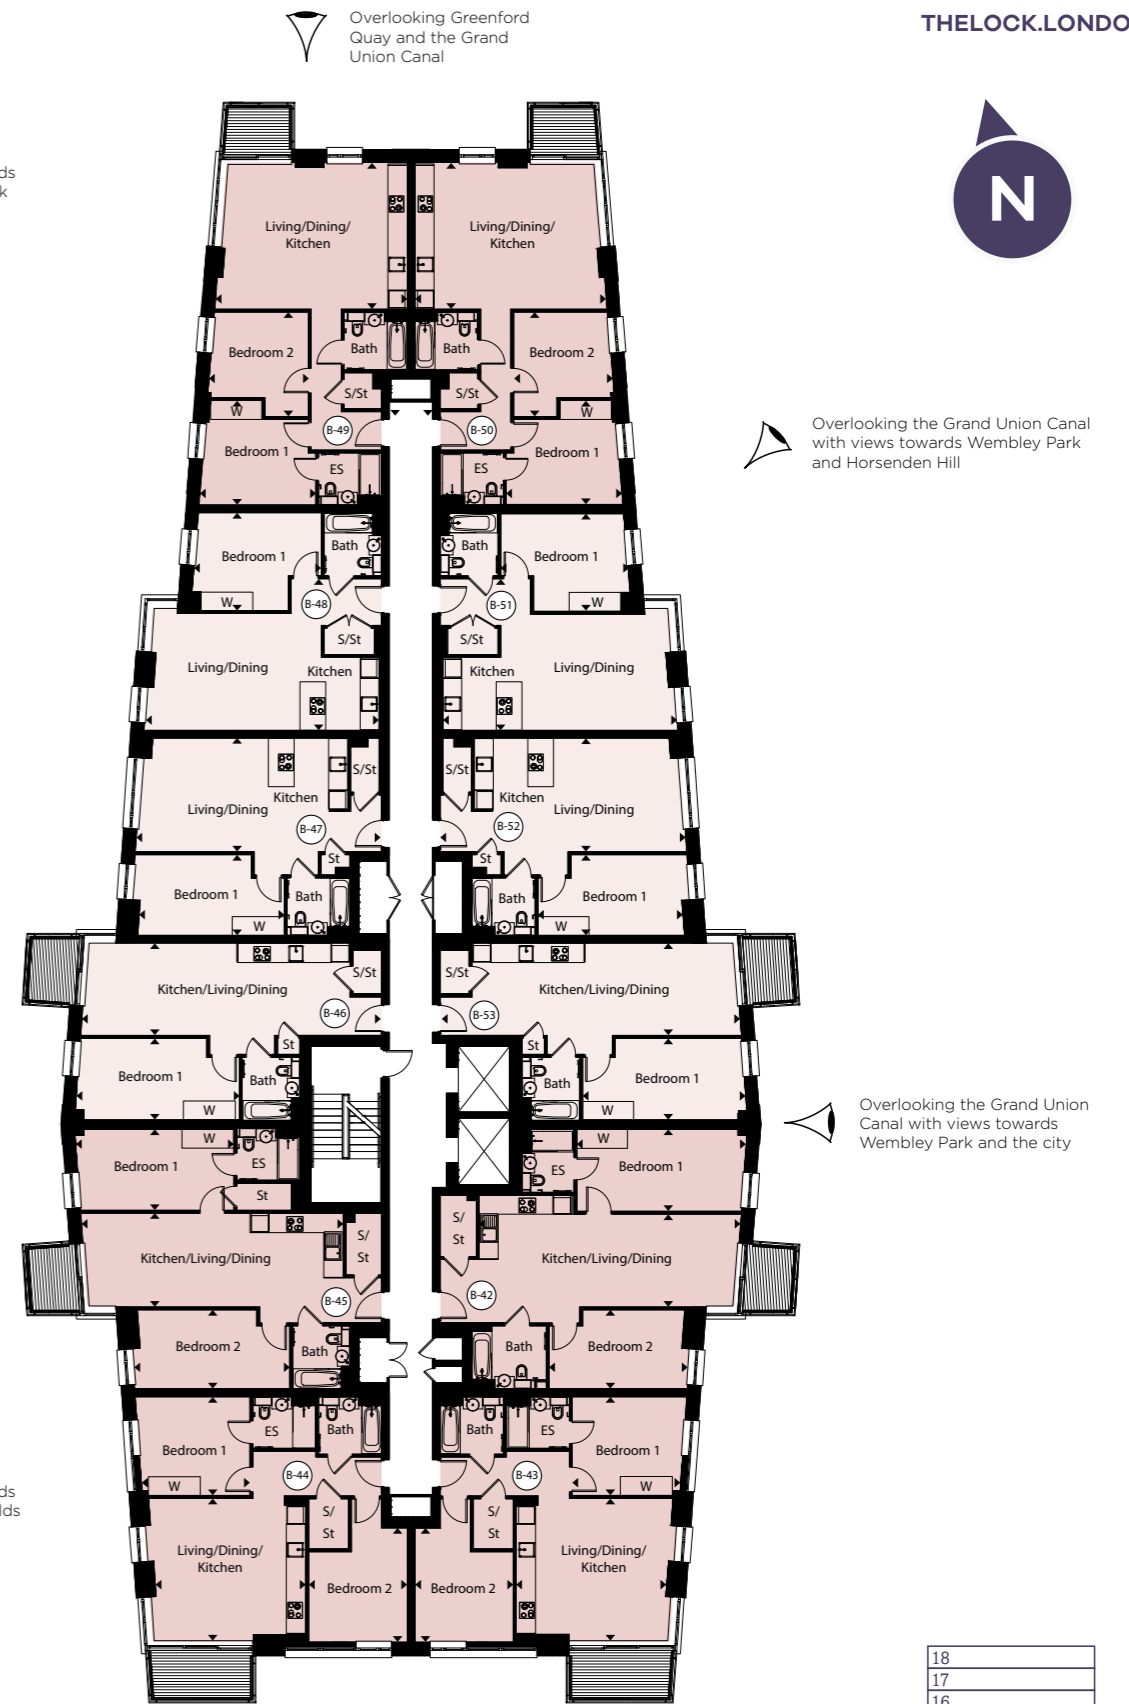 Overlooking Greenford
Quay and the Grand
Union Canal
THELOCK.LONDO
N
ds
k
Living/Dining/
Kitchen
Living/Dining/
Kitchen
Bedroom 2
Bath
Bath
Bedroom 2
S/St
S/St
W
W
B-49
B-50
Bedroom 1
ES
ES
Bedroom 1
Overlooking the Grand Union Canal
with views towards Wembley Park
and Horsenden Hill
Bedroom 1
Bath
Bath
Bedroom 1
W
B-48
B-51
W
S/St
S/St
Living/Dining
Kitchen
Kitchen
Living/Dining
S/St
S/St
Living/Dining
Kitchen
Kitchen
Living/Dining
B-47
B-52
St
St
Bedroom 1
Bath
Bath
Bedroom 1
W
W
S/St
S/St
Kitchen/Living/Dining
Kitchen/Living/Dining
B-46
B-53
St
St
Bedroom 1
Bath
Bath
Bedroom 1
W
W
Overlooking the Grand Union
Canal with views towards
Wembley Park and the city
W
W
Bedroom 1
ES
ES
Bedroom 1
St
S/
St
S/
St
Kitchen/Living/Dining
Kitchen/Living/Dining
B-45
B-42
Bedroom 2
Bath
Bath
Bedroom 2
Bedroom 1
ES
Bath
Bath
ES
Bedroom 1
W
B-44
B-43
W
ds
lds
S/
St
S/
St
Living/Dining/
Kitchen
Living/Dining/
Kitchen
Bedroom 2
Bedroom 2
18
17
16